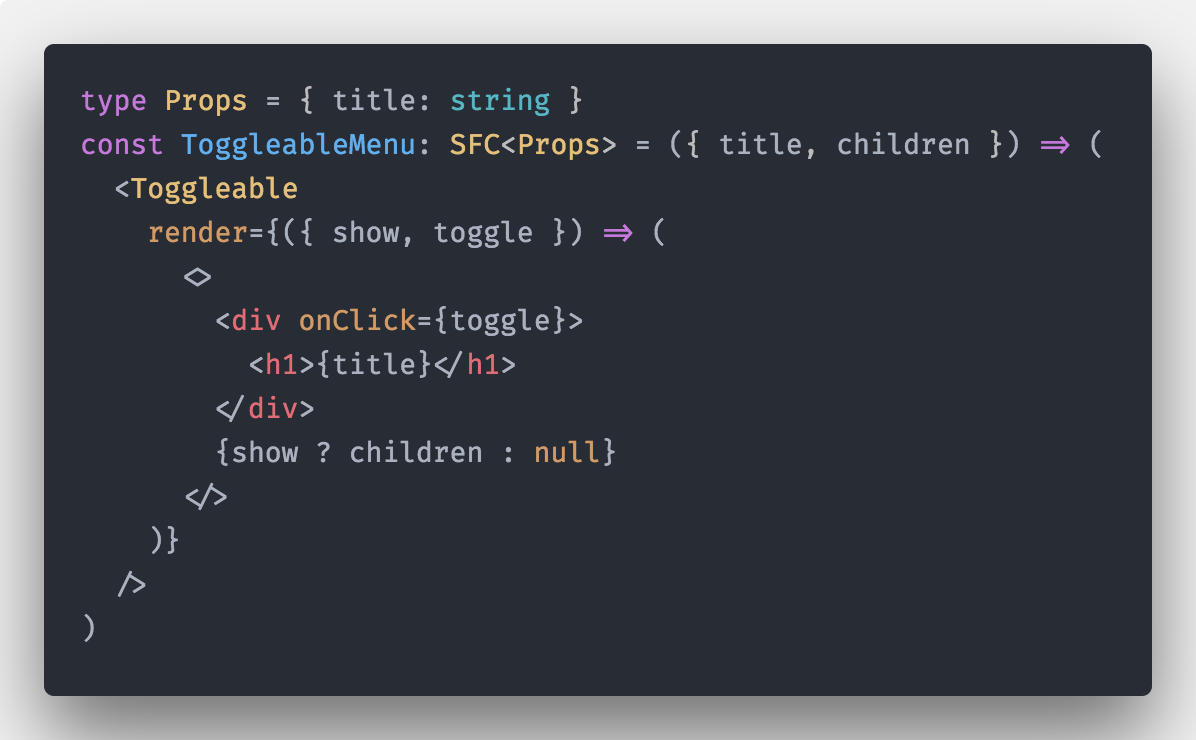 type Props = { title: string }
const ToggleableMenu: SFC<Props> = ({ title, children }) => (
  <Toggleable
    render={({ show, toggle }) => (
      <>
        <div onClick={toggle}>
          <h1>{title}</h1>
        </div>
        {show ? children : null}
      </>
    )}
  />
)